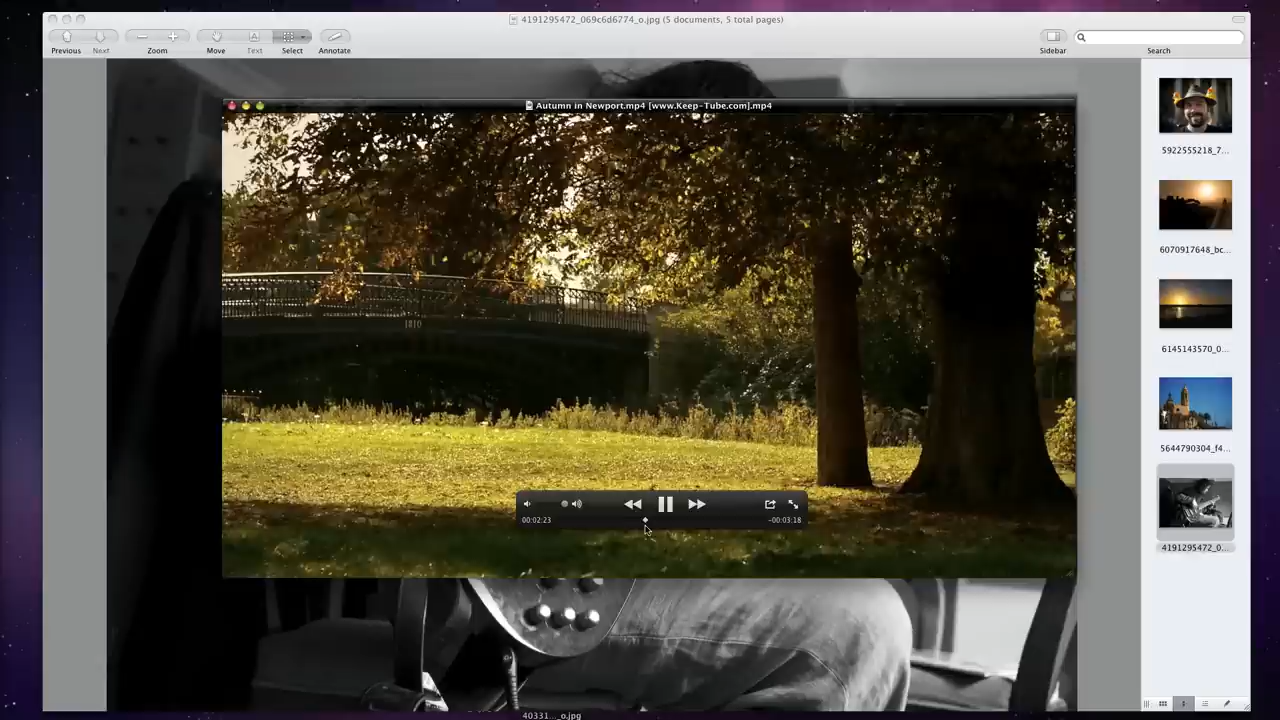 4191295472_069c6d6774_o.jpg (5 documents, 5 total pages)
Previous
Next
Zoom
Move
Text
Select
Annotate
Sidebar
Search
Autumn in Newport.mp4 [www.Keep-Tube.com].mp4
1810
00:02:23
-00:03:18
5922555218_7...
6070917648_bc...
6145143570_0...
5644790304_f4...
4191295472_0...
40331..._o.jpg